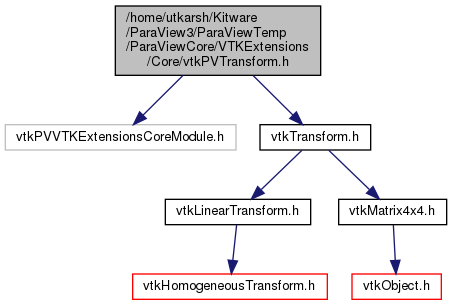 /home/utkarsh/Kitware
/ParaView3/ParaViewTemp
/ParaViewCore/VTKExtensions
/Core/vtkPVTransform.h
vtkPVVTKExtensionsCoreModule.h
vtkTransform.h
vtkLinearTransform.h
vtkMatrix4x4.h
vtkHomogeneousTransform.h
vtkObject.h